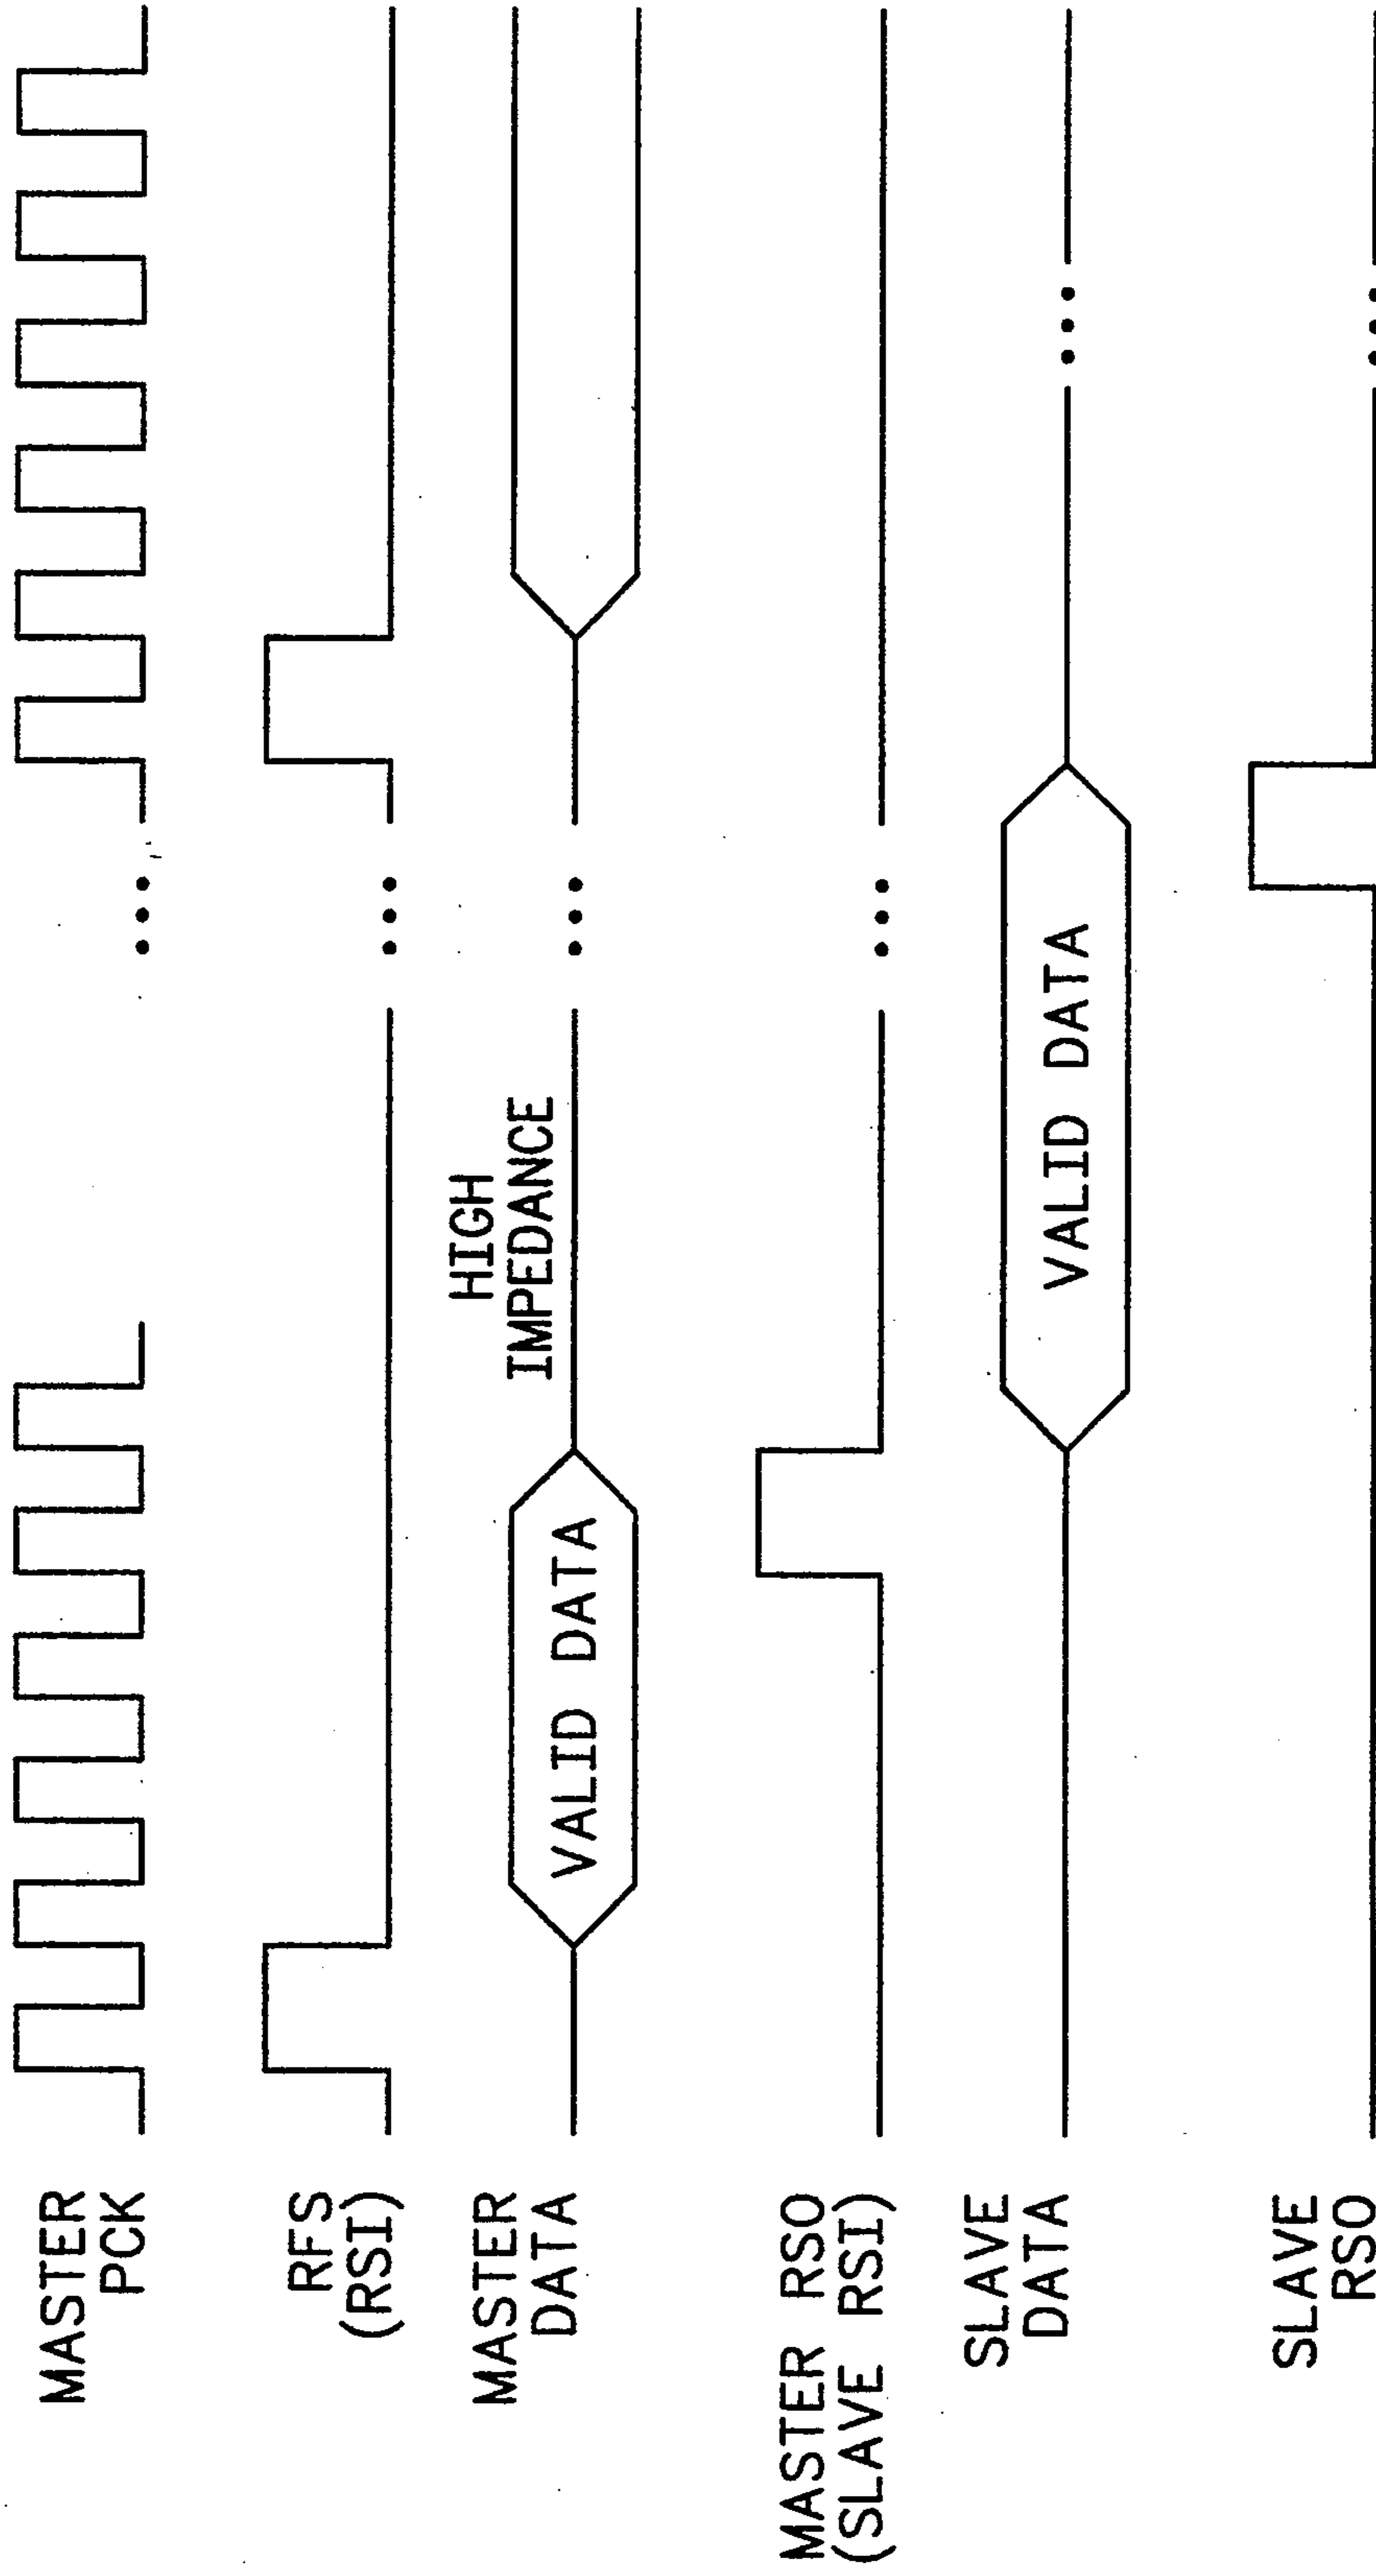 MASTER
PCK
RFS
(RSI)
MASTER
DATA
VALID DATA
HIGH
IMPEDANCE
MASTER RSO
(SLAVE RSI)
SLAVE
DATA
VALID DATA
SLAVE
RSO